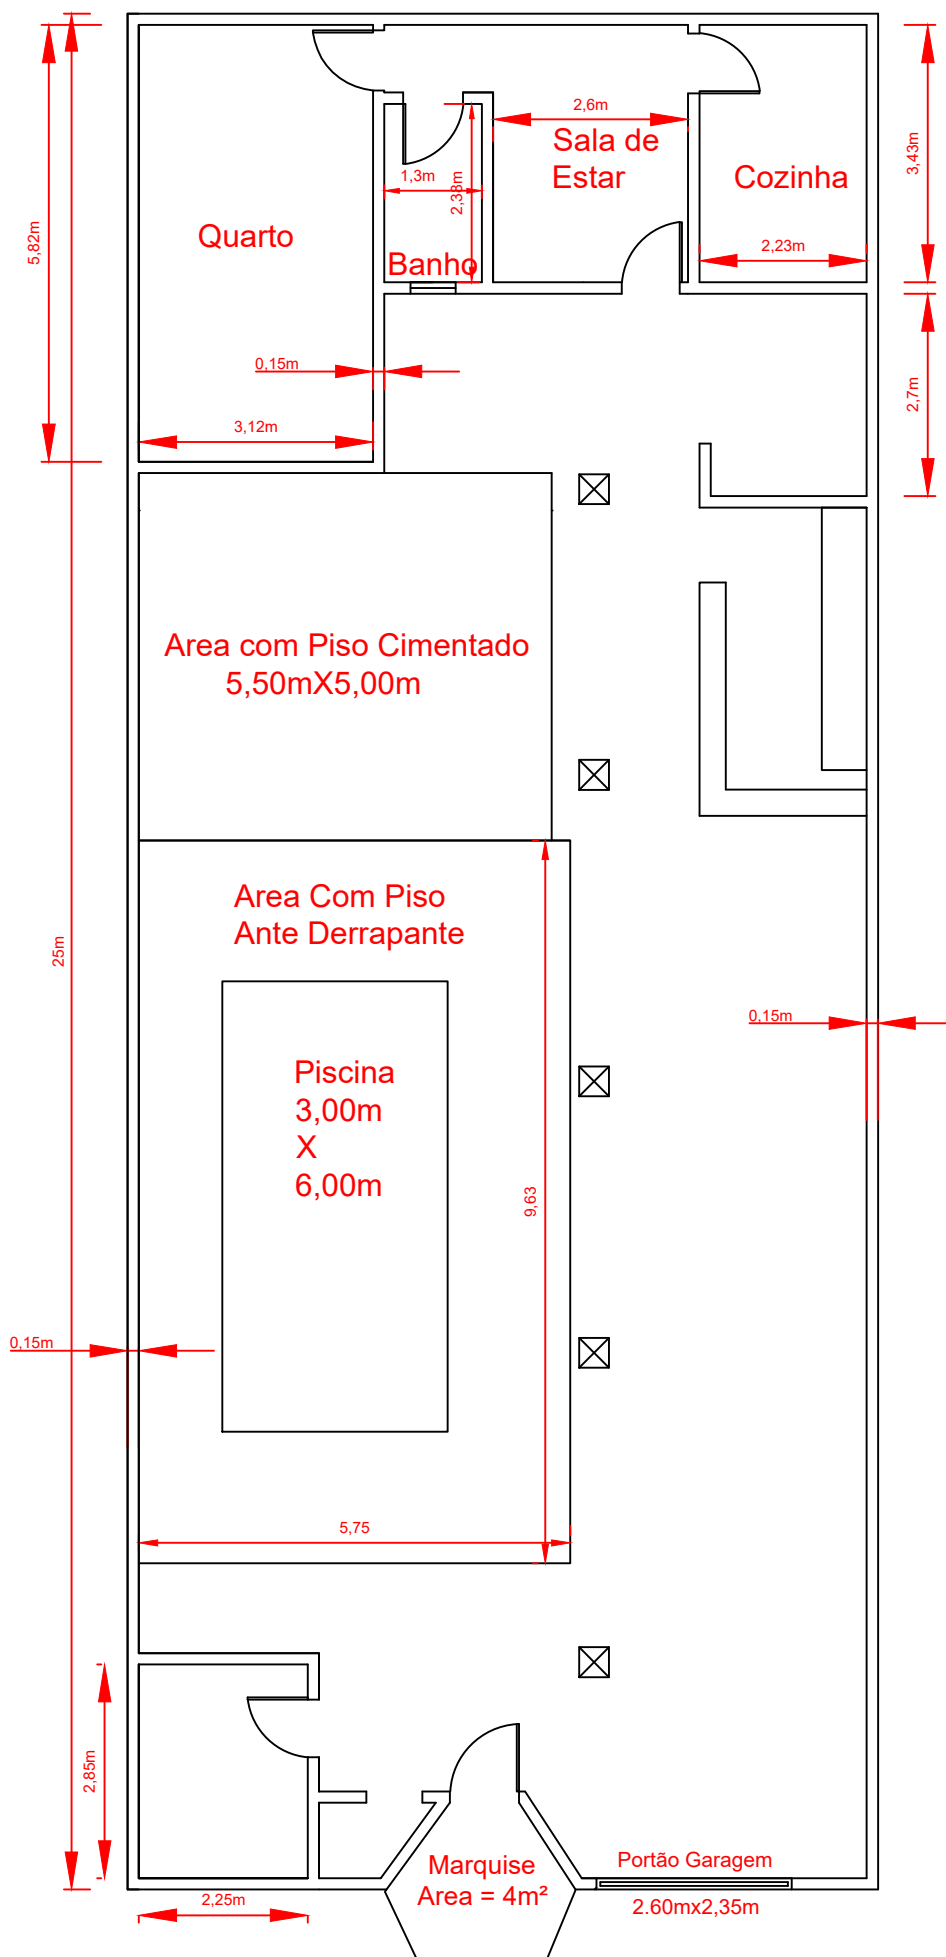 2,6m
Sala de
Estar
1,3m
2,38m
3,43m
Cozinha
5,82m
Quarto
2,23m
Banho
0,15m
2,7m
3,12m
Area com Piso Cimentado
5,50mX5,00m
Area Com Piso
Ante Derrapante
25m
0,15m
Piscina
3,00m
X
6,00m
9,63
0,15m
5,75
2,85m
Marquise
Area = 4m²
Portão Garagem
2.60mx2,35m
2,25m